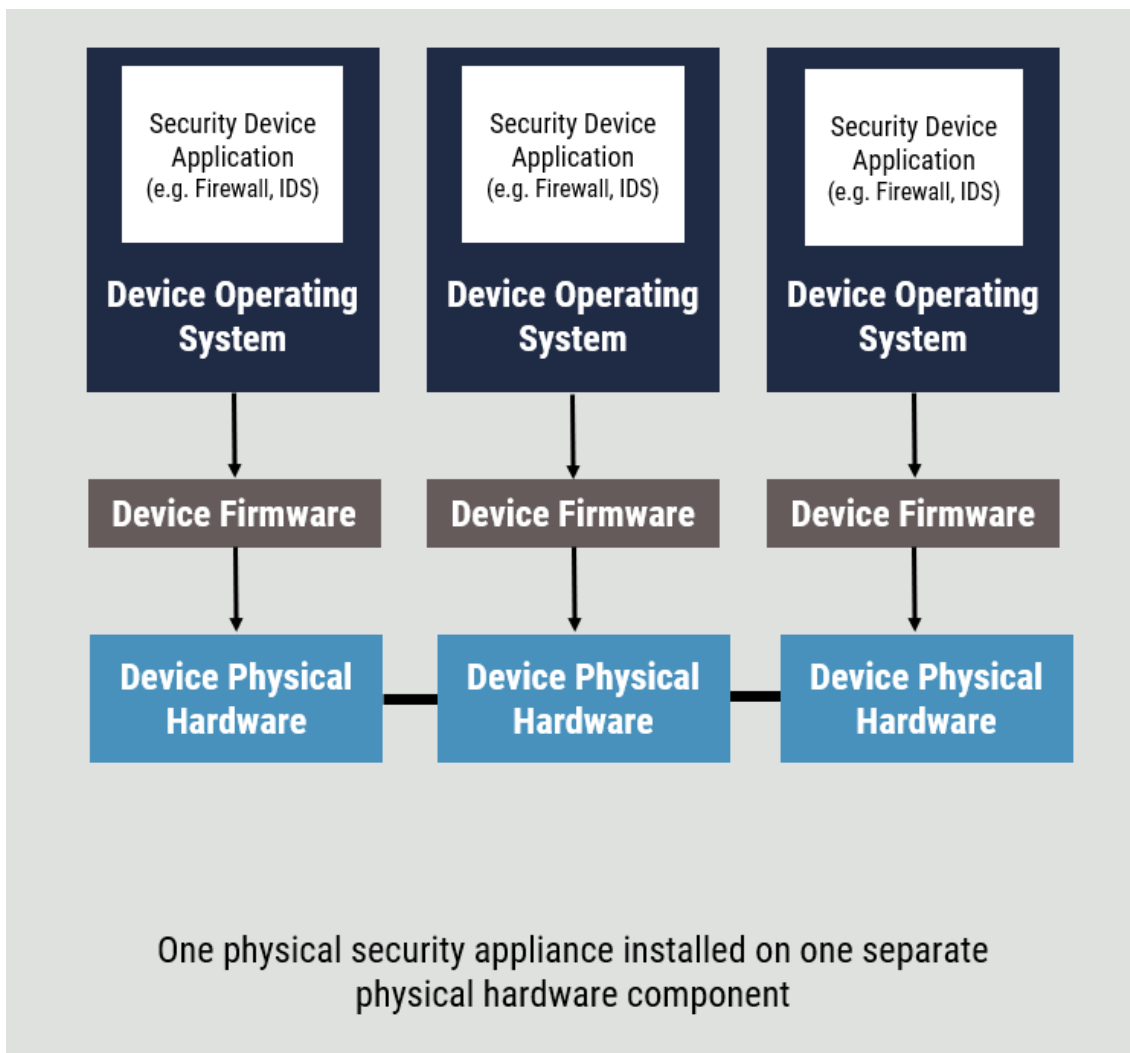 Security Device
Application
(e.g. Firewall, IDS)
Device Operating
System
Device Firmware
Device Physical
Hardware
Security Device
Application
(e.g. Firewall, IDS)
Device Operating
System
Device Firmware
Device Physical
Hardware
Security Device
Application
(e.g. Firewall, IDS)
Device Operating
System
Device Firmware
Device Physical
Hardware
One physical security appliance installed on one separate
physical hardware component